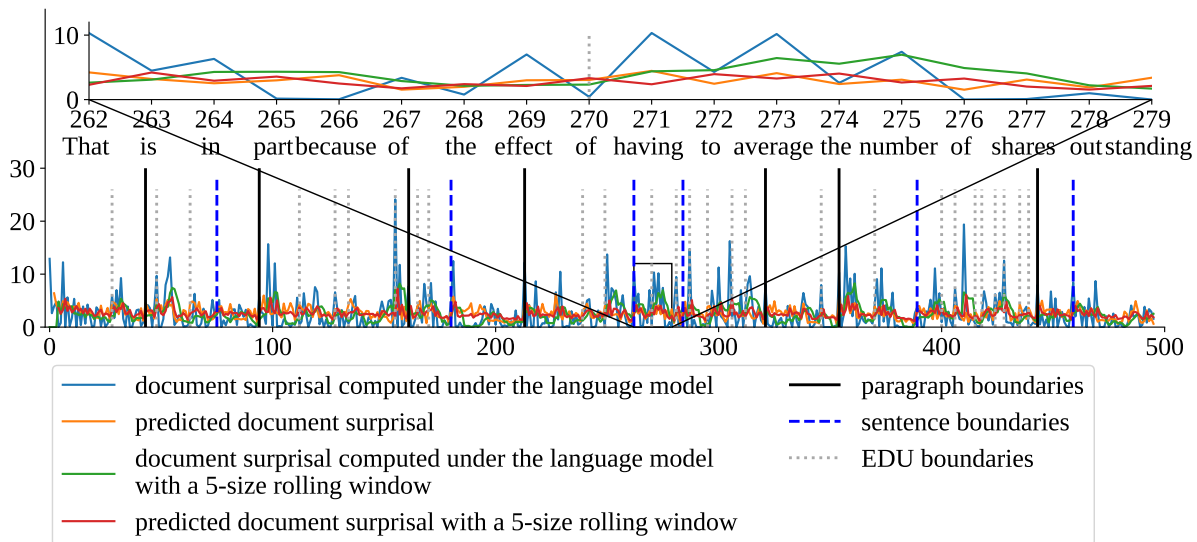 10
0
262 263 264 265 266 267 268 269 270 271 272 273 274 275 276 277 278 279
That is in part because of the effect of having to average the number of shares outstanding
30
20
10
0
0 100 200 300 400 500
document surprisal computed under the language model
predicted document surprisal
document surprisal computed under the language model
with a 5-size rolling window
predicted document surprisal with a 5-size rolling window
paragraph boundaries
sentence boundaries
EDU boundaries